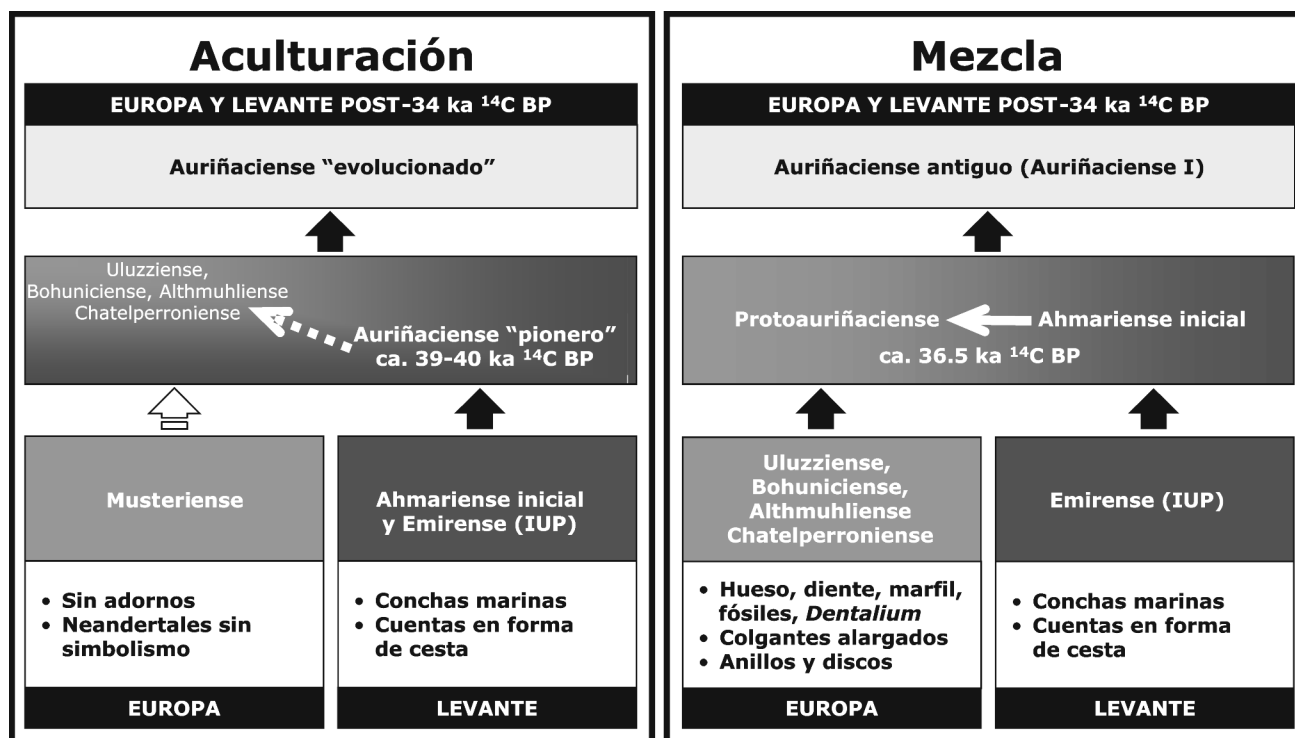 Aculturación
EUROPA Y LEVANTE POST-34 ka ¹⁴C BP
Auriñaciense “evolucionado”
Uluzziense,
Bohuniciense, Althmuhliense
Chatelperroniense
Auriñaciense “pionero”
ca. 39-40 ka ¹⁴C BP
Musteriense
Ahmariense inicial
y Emirense (IUP)
• Sin adornos
• Neandertales sin
simbolismo
• Conchas marinas
• Cuentas en forma
de cesta
EUROPA
LEVANTE
Mezcla
EUROPA Y LEVANTE POST-34 ka ¹⁴C BP
Auriñaciense antiguo (Auriñaciense I)
Protoauriñaciense
Ahmariense inicial
ca. 36.5 ka ¹⁴C BP
Uluzziense,
Bohuniciense,
Althmuhliense
Chatelperroniense
Emirense (IUP)
• Hueso, diente, marfil,
fósiles, Dentalium
• Colgantes alargados
• Anillos y discos
• Conchas marinas
• Cuentas en forma
de cesta
EUROPA
LEVANTE